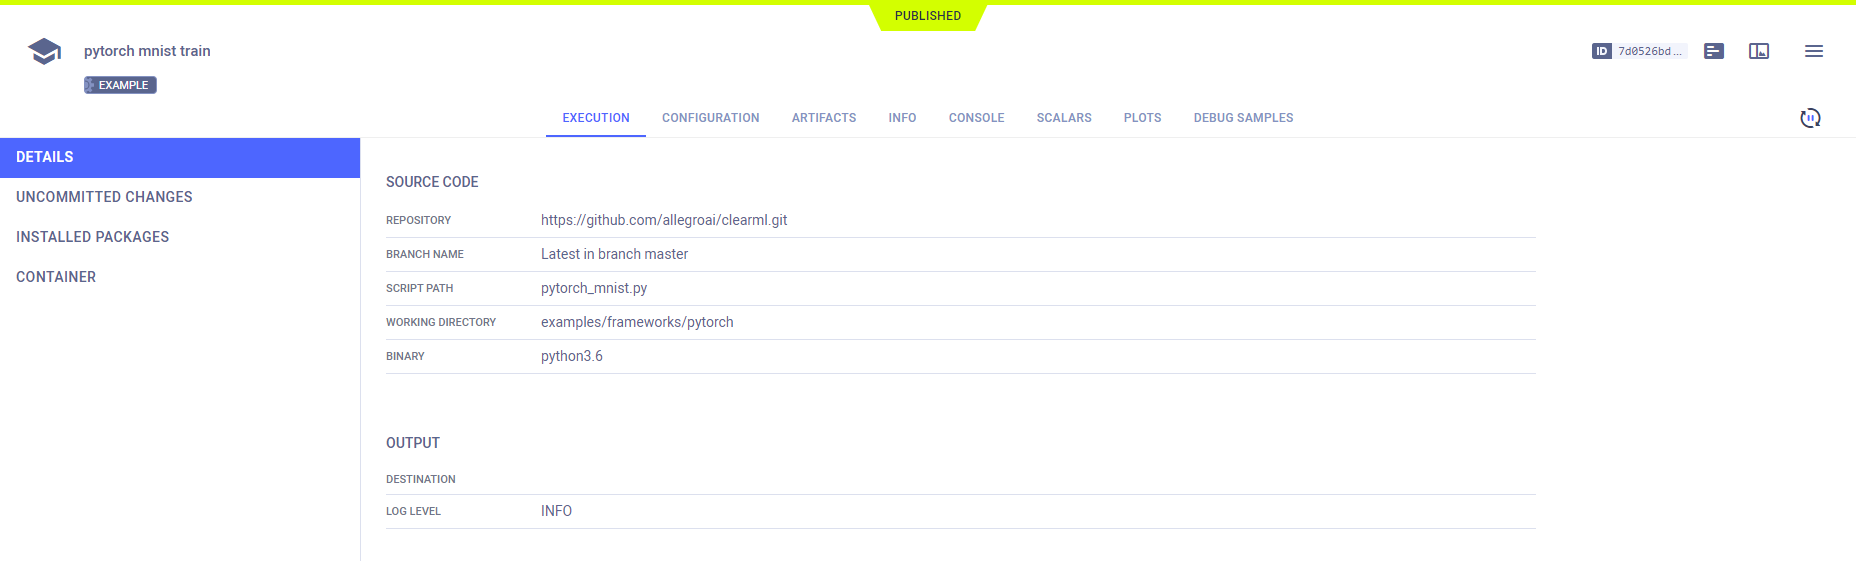 PUBLISHED
pytorch mnist train
ID 7d0526bd...
EXAMPLE
EXECUTION CONFIGURATION ARTIFACTS INFO CONSOLE SCALARS PLOTS DEBUG SAMPLES
DETAILS
UNCOMMITTED CHANGES
INSTALLED PACKAGES
CONTAINER
SOURCE CODE
REPOSITORY https://github.com/allegroai/clearml.git
BRANCH NAME Latest in branch master
SCRIPT PATH pytorch_mnist.py
WORKING DIRECTORY examples/frameworks/pytorch
BINARY python3.6
OUTPUT
DESTINATION
LOG LEVEL INFO